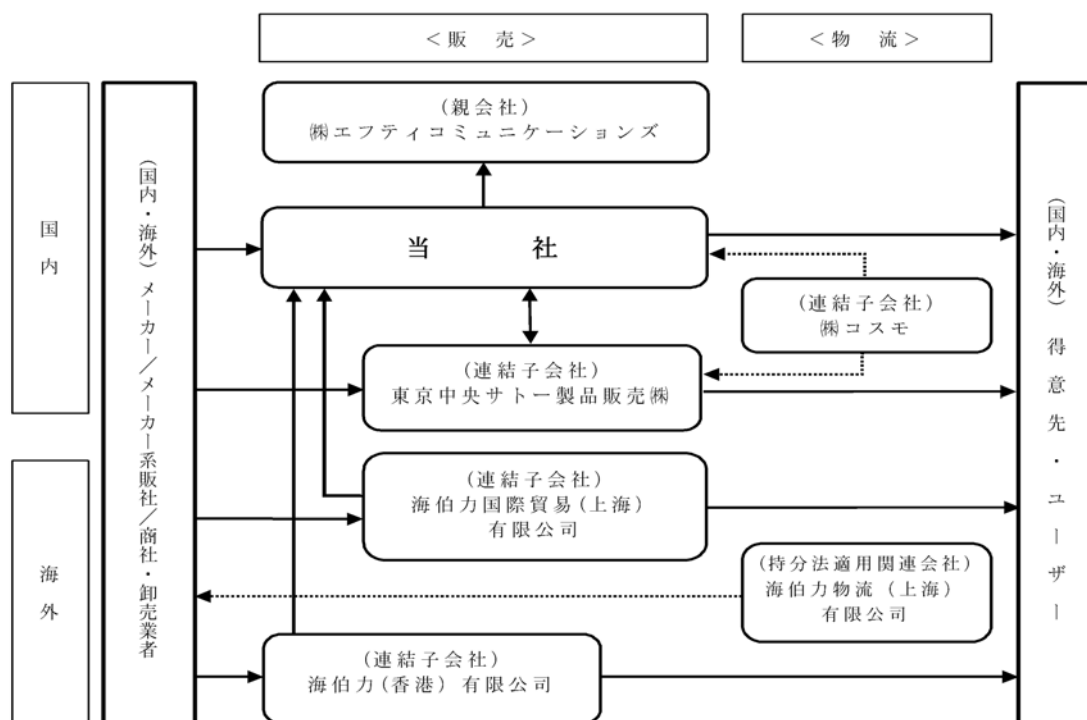 <販 売>
<物 流>
国内
海外
(国内・海外)メーカー/メーカー系販社/商社・卸売業者
(親会社)
㈱エフティコミュニケーションズ
当 社
(連結子会社)
㈱コスモ
(連結子会社)
東京中央サトー製品販売㈱
(連結子会社)
海伯力国際貿易(上海)
有限公司
(持分法適用関連会社)
海伯力物流(上海)
有限公司
(連結子会社)
海伯力(香港)有限公司
(国内・海外)得意先・ユーザー